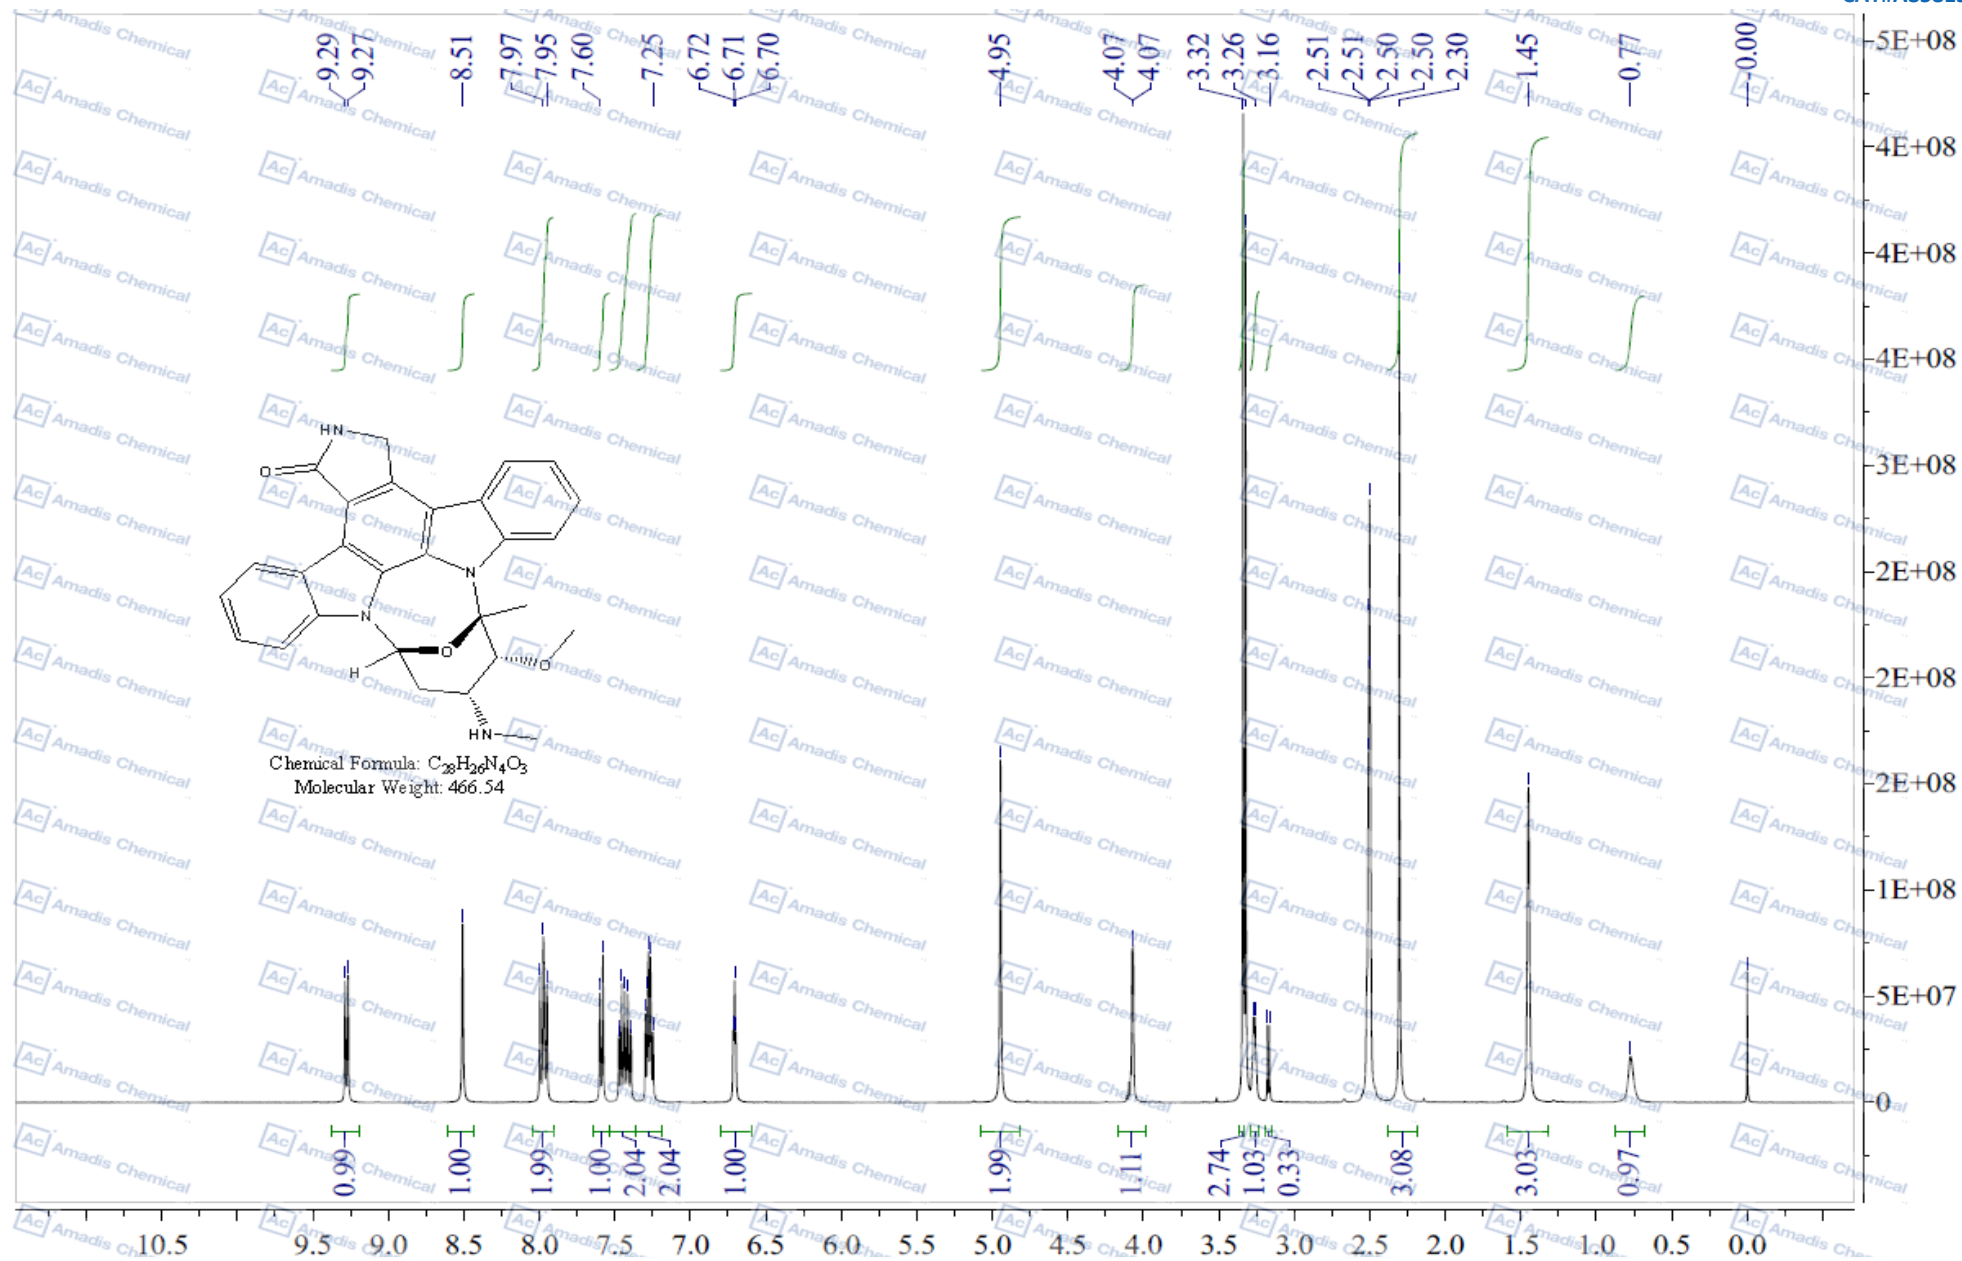 9.29
9.27
8.51
7.97
7.95
7.60
7.25
6.72
6.71
6.70
4.95
4.07
4.07
3.32
3.26
3.16
2.51
2.51
2.50
2.50
2.30
1.45
0.77
-0.00
5E+08
4E+08
4E+08
4E+08
3E+08
2E+08
2E+08
2E+08
1E+08
5E+07
0
HN
O
N
N
O
H
O
HN
Chemical Formula: C28H26N4O3
Molecular Weight: 466.54
0.99
1.00
1.99
1.00
2.04
2.04
1.00
1.99
1.11
2.74
1.03
0.33
3.08
3.03
0.97
10.5 9.5 9.0 8.5 8.0 7.5 7.0 6.5 6.0 5.5 5.0 4.5 4.0 3.5 3.0 2.5 2.0 1.5 1.0 0.5 0.0
Ac Amadis Chemical